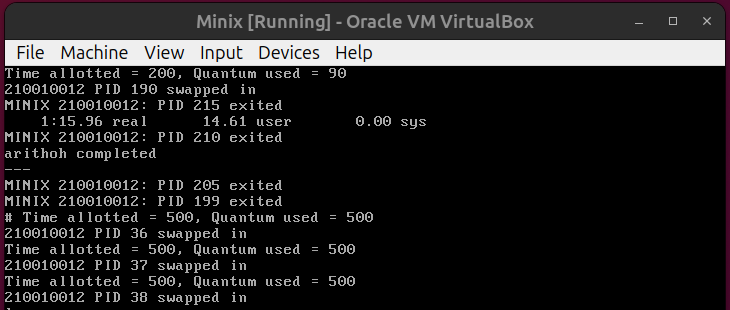 Minix [Running] - Oracle VM VirtualBox
File Machine View Input Devices Help
Time allotted = 200, Quantum used = 90
210010012 PID 190 swapped in
MINIX 210010012: PID 215 exited
1:15.96 real 14.61 user 0.00 sys
MINIX 210010012: PID 210 exited
arithoh completed
---
MINIX 210010012: PID 205 exited
MINIX 210010012: PID 199 exited
# Time allotted = 500, Quantum used = 500
210010012 PID 36 swapped in
Time allotted = 500, Quantum used = 500
210010012 PID 37 swapped in
Time allotted = 500, Quantum used = 500
210010012 PID 38 swapped in